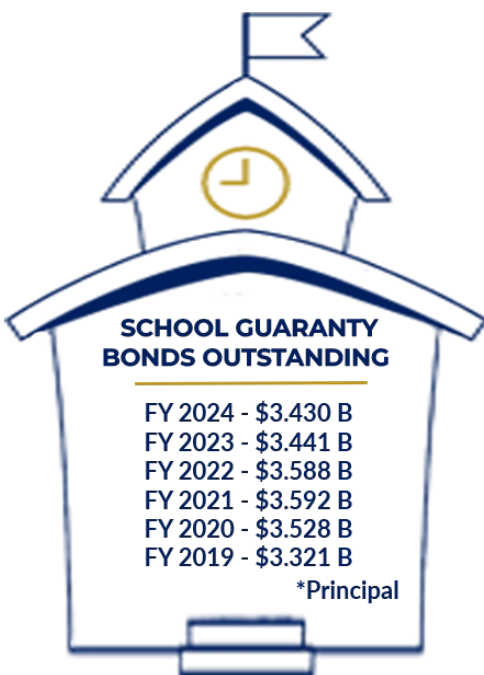 SCHOOL GUARANTY
BONDS OUTSTANDING
FY 2024 - $3.430 B
FY 2023 - $3.441 B
FY 2022 - $3.588 B
FY 2021 - $3.592 B
FY 2020 - $3.528 B
FY 2019 - $3.321 B
*Principal